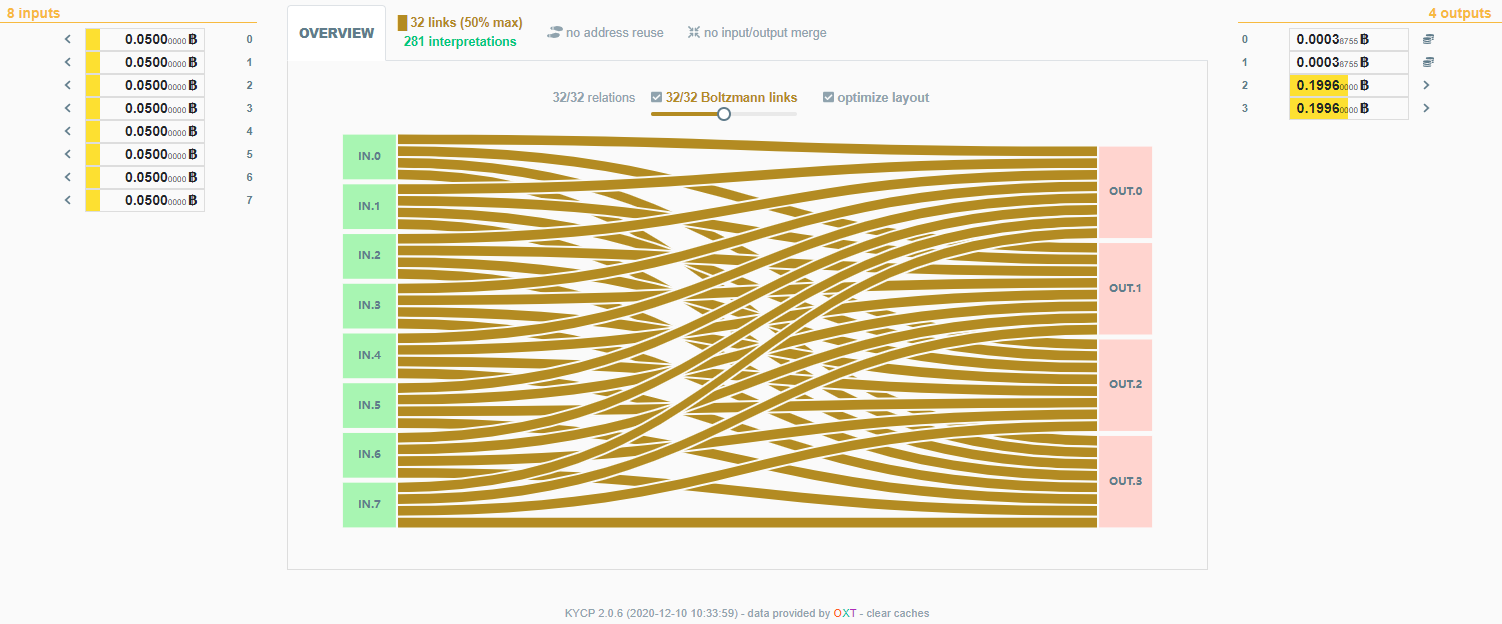 8 inputs
0.05000000 ฿ 0
0.05000000 ฿ 1
0.05000000 ฿ 2
0.05000000 ฿ 3
0.05000000 ฿ 4
0.05000000 ฿ 5
0.05000000 ฿ 6
0.05000000 ฿ 7
OVERVIEW
32 links (50% max)
281 interpretations
no address reuse
no input/output merge
32/32 relations
32/32 Boltzmann links
optimize layout
IN.0
IN.1
IN.2
IN.3
IN.4
IN.5
IN.6
IN.7
OUT.0
OUT.1
OUT.2
OUT.3
4 outputs
0 0.00038755 ฿
1 0.00038755 ฿
2 0.19960000 ฿
3 0.19960000 ฿
KYCP 2.0.6 (2020-12-10 10:33:59) - data provided by OXT - clear caches